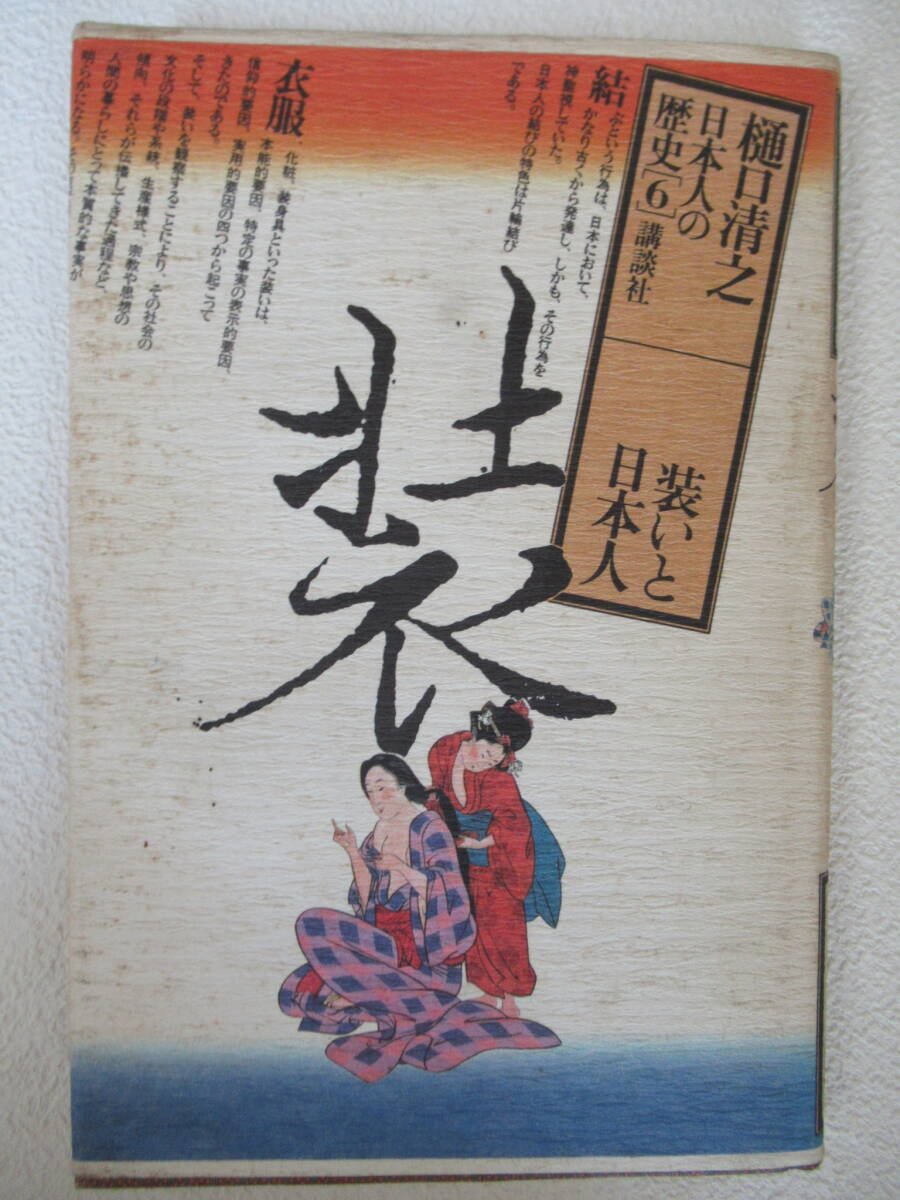 樋口清之
日本人の
歴史[6]講談社
装いと
日本人
結ぶという行為は、日本において、
かなり古くから発達し、しかも、その行為を
神聖視していた。
日本人の結びの特色は片輪結び
である。
衣服、化粧、装身具といった装いは、
本能的要因、特定の事実の表示的要因、
信仰的要因、実用的要因の四つから起こって
きたのである。
そして、装いを観察することにより、その社会の
文化の段階や系統、生産様式、宗教や思想の
傾向、それらが伝播してきた過程など、
人間の暮らしにとって本質的な事実が
明らかになる。
装